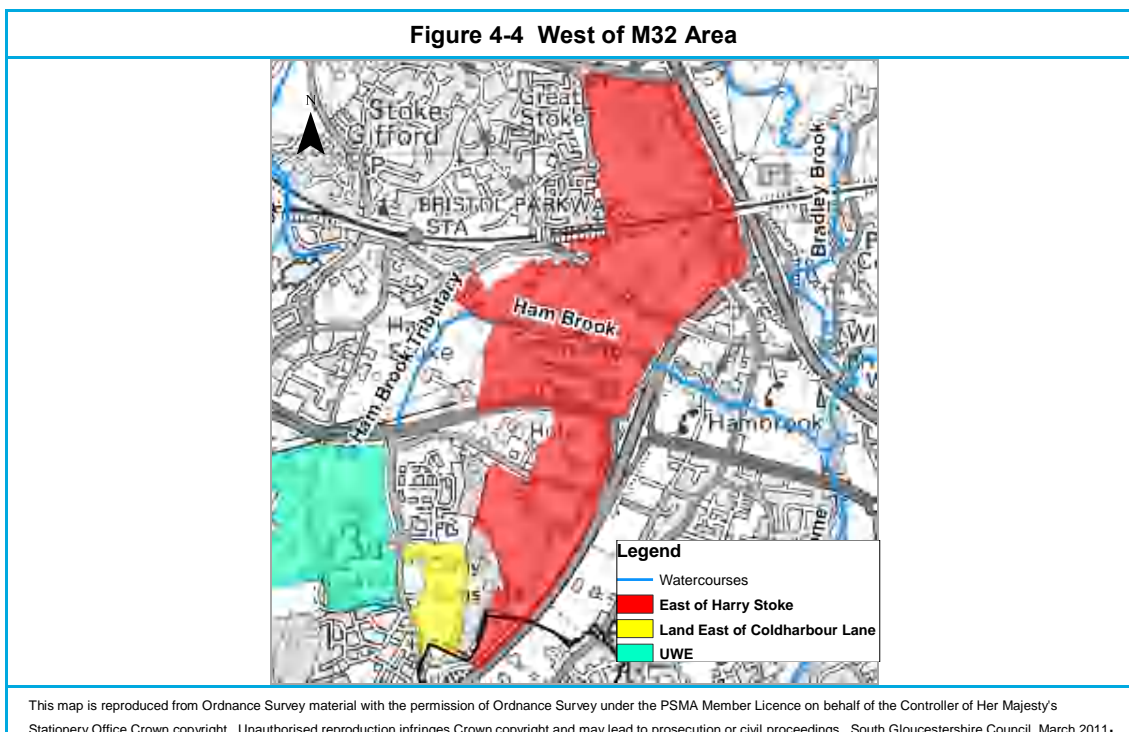 Figure 4-4 West of M32 Area
N
Stoke
Gifford
Great
Stoke
P
BRISTOL PARKWAY
STA
Bradley Brook
Ham Brook Tributary
Ham Brook
Hambrook
Legend
Watercourses
East of Harry Stoke
Land East of Coldharbour Lane
UWE
This map is reproduced from Ordnance Survey material with the permission of Ordnance Survey under the PSMA Member Licence on behalf of the Controller of Her Majesty's
Stationery Office Crown copyright. Unauthorised reproduction infringes Crown copyright and may lead to prosecution or civil proceedings. South Gloucestershire Council, March 2011.